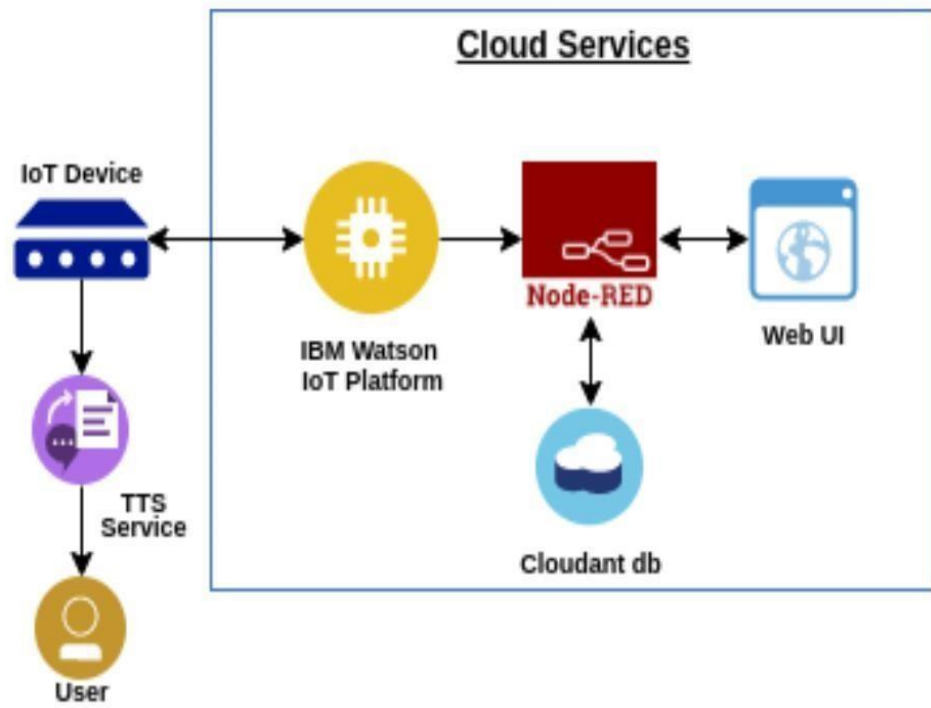 Cloud Services
IoT Device
Node-RED
IBM Watson
IoT Platform
Web UI
TTS
Service
Cloudant db
User